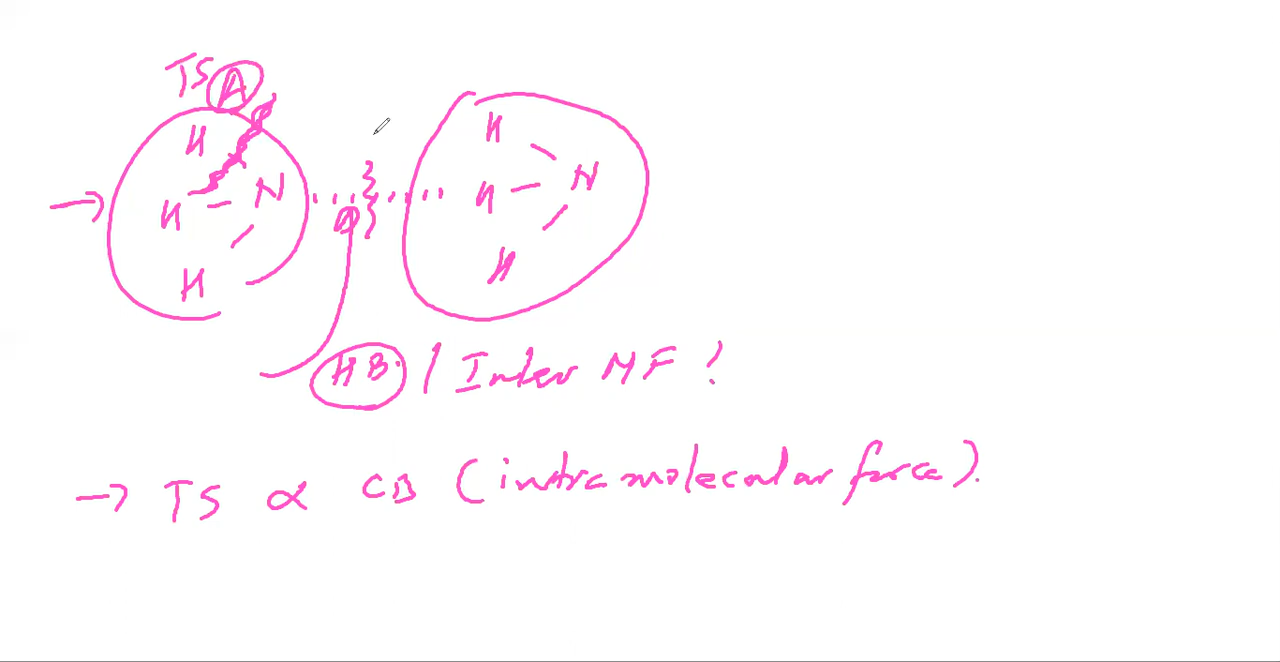 TS A
H H
H - N H - N
H H
HB. / Inter MF !
→ TS ∝ CB (intramolecular force).